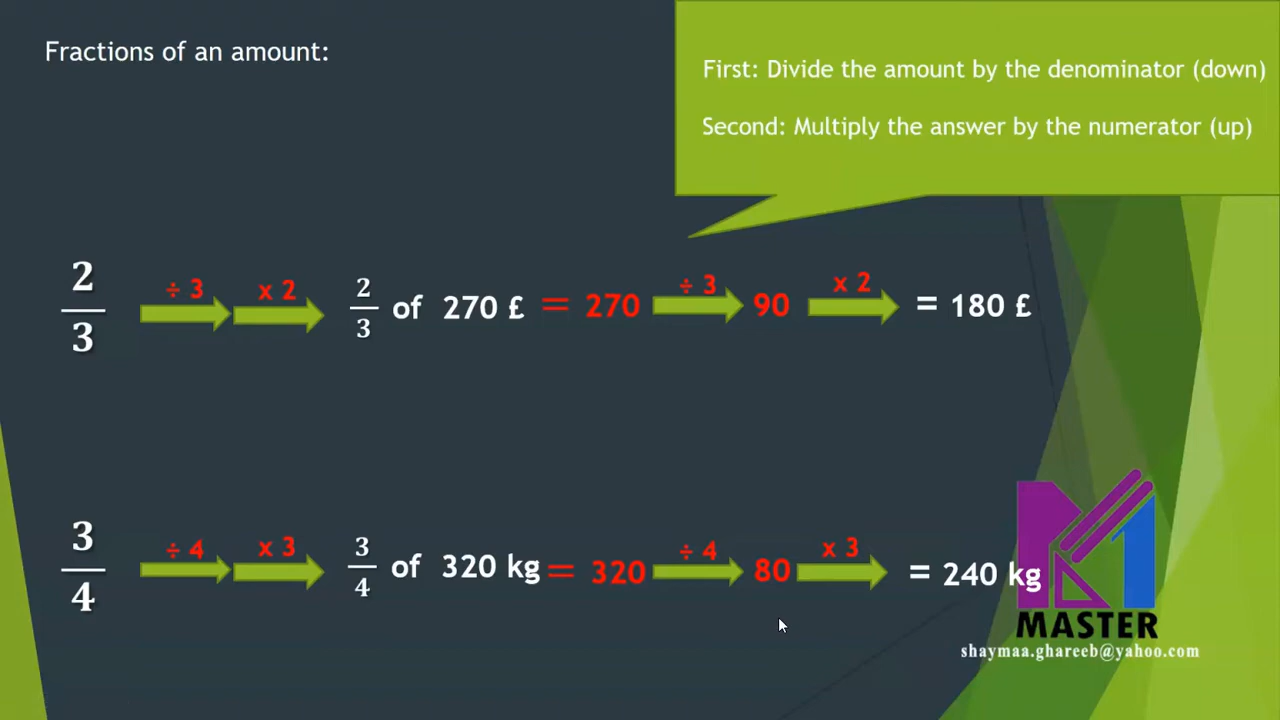 Fractions of an amount:
First: Divide the amount by the denominator (down)
Second: Multiply the answer by the numerator (up)
2/3 ÷ 3 x 2 2/3 of 270 £ = 270 ÷ 3 90 x 2 = 180 £
3/4 ÷ 4 x 3 3/4 of 320 kg = 320 ÷ 4 80 x 3 = 240 kg
M1
MASTER
shaymaa.ghareeb@yahoo.com